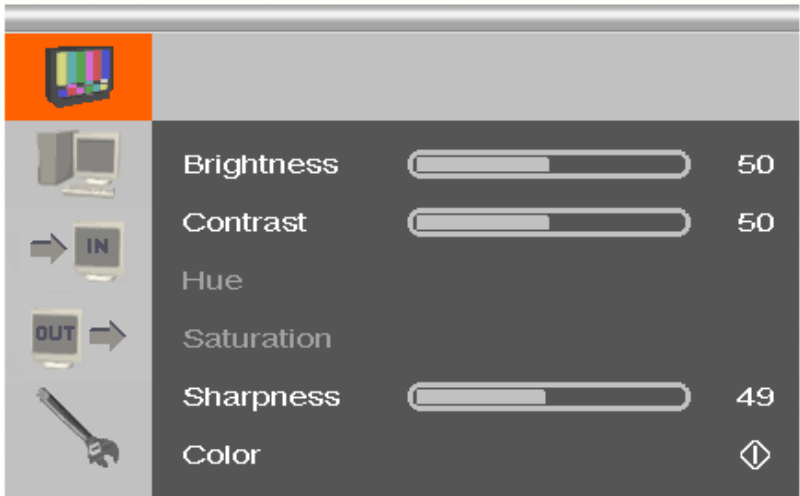 Brightness 50
Contrast 50
IN
Hue
OUT
Saturation
Sharpness 49
Color